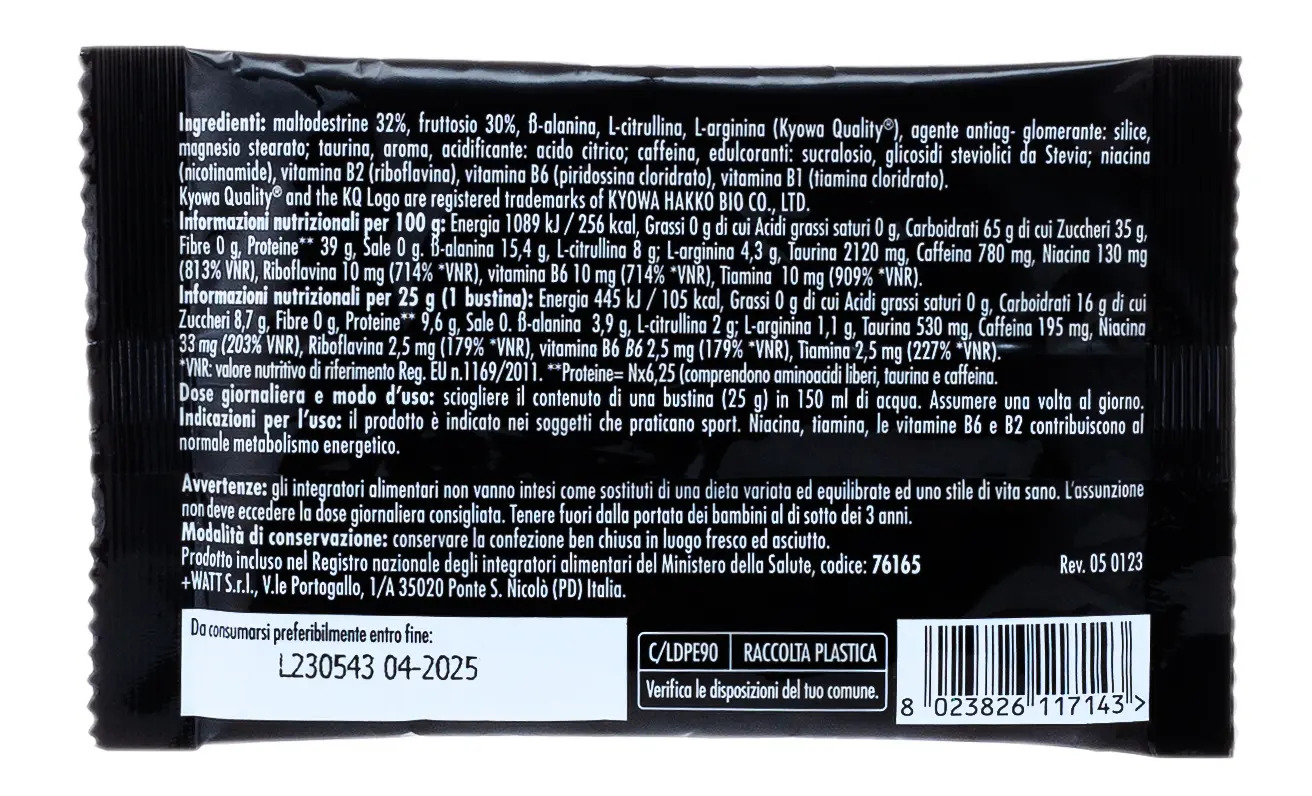 Ingredienti: maltodestrine 32%, fruttosio 30%, ß-alanina, L-citrullina, L-arginina (Kyowa Quality®), agente antiag- glomerante: silice,
magnesio stearato; taurina, aroma, acidificante: acido citrico; caffeina, edulcoranti: sucralosio, glicosidi steviolici da Stevia; niacina
(nicotinamide), vitamina B2 (riboflavina), vitamina B6 (piridossina cloridrato), vitamina B1 (tiamina cloridrato).
Kyowa Quality® and the KQ Logo are registered trademarks of KYOWA HAKKO BIO CO., LTD.
Informazioni nutrizionali per 100 g: Energia 1089 kJ / 256 kcal, Grassi 0 g di cui Acidi grassi saturi 0 g, Carboidrati 65 g di cui Zuccheri 35 g,
Fibre 0 g, Proteine** 39 g, Sale 0 g. ß-alanina 15,4 g, L-citrullina 8 g; L-arginina 4,3 g, Taurina 2120 mg, Caffeina 780 mg, Niacina 130 mg
(813% VNR), Riboflavina 10 mg (714% *VNR), vitamina B6 10 mg (714% *VNR), Tiamina 10 mg (909% *VNR).
Informazioni nutrizionali per 25 g (1 bustina): Energia 445 kJ / 105 kcal, Grassi 0 g di cui Acidi grassi saturi 0 g, Carboidrati 16 g di cui
Zuccheri 8,7 g, Fibre 0 g, Proteine** 9,6 g, Sale 0. ß-alanina 3,9 g, L-citrullina 2 g; L-arginina 1,1 g, Taurina 530 mg, Caffeina 195 mg, Niacina
33 mg (203% VNR), Riboflavina 2,5 mg (179% *VNR), vitamina B6 B6 2,5 mg (179% *VNR), Tiamina 2,5 mg (227% *VNR).
*VNR: valore nutritivo di riferimento Reg. EU n.1169/2011. **Proteine= Nx6,25 (comprendono aminoacidi liberi, taurina e caffeina.
Dose giornaliera e modo d'uso: sciogliere il contenuto di una bustina (25 g) in 150 ml di acqua. Assumere una volta al giorno.
Indicazioni per l'uso: il prodotto è indicato nei soggetti che praticano sport. Niacina, tiamina, le vitamine B6 e B2 contribuiscono al
normale metabolismo energetico.
Avvertenze: gli integratori alimentari non vanno intesi come sostituti di una dieta variata ed equilibrate ed uno stile di vita sano. L'assunzione
non deve eccedere la dose giornaliera consigliata. Tenere fuori dalla portata dei bambini al di sotto dei 3 anni.
Modalità di conservazione: conservare la confezione ben chiusa in luogo fresco ed asciutto.
Prodotto incluso nel Registro nazionale degli integratori alimentari del Ministero della Salute, codice: 76165 Rev. 05 0123
+WATT S.r.l., V.le Portogallo, 1/A 35020 Ponte S. Nicolò (PD) Italia.
Da consumarsi preferibilmente entro fine:
L230543 04-2025
C/LDPE90 RACCOLTA PLASTICA
Verifica le disposizioni del tuo comune.
8 023826 117143 >